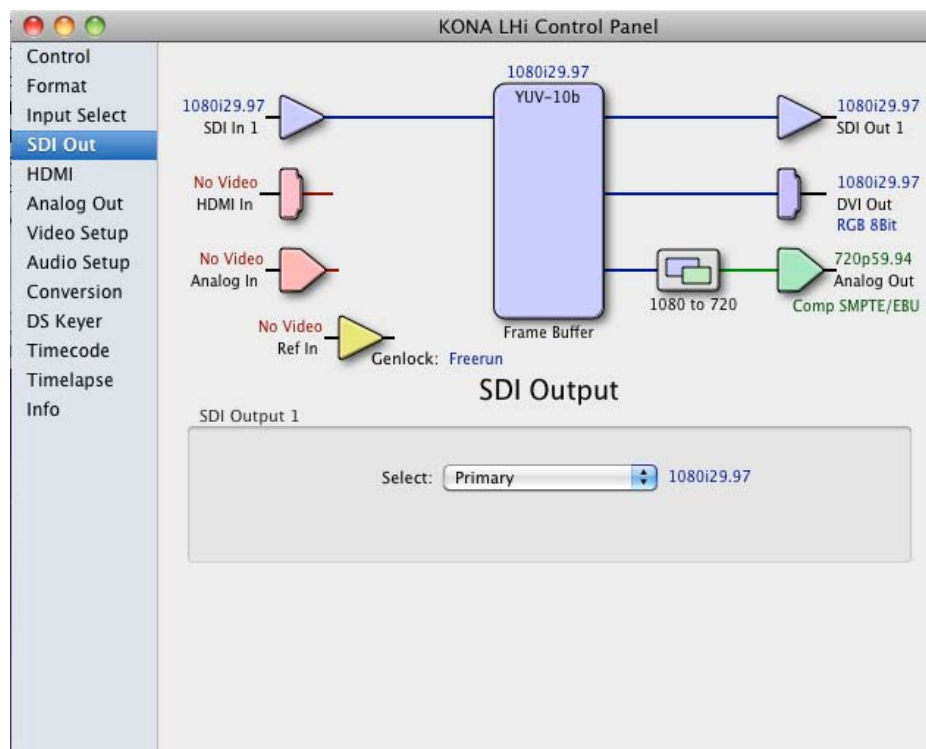 KONA LHi Control Panel
Control
Format
Input Select
SDI Out
HDMI
Analog Out
Video Setup
Audio Setup
Conversion
DS Keyer
Timecode
Timelapse
Info
1080i29.97
YUV-10b
1080i29.97
SDI In 1
1080i29.97
SDI Out 1
No Video
HDMI In
1080i29.97
DVI Out
RGB 8Bit
No Video
Analog In
1080 to 720
720p59.94
Analog Out
Comp SMPTE/EBU
No Video
Ref In
Genlock: Freerun
Frame Buffer
SDI Output
SDI Output 1
Select: Primary 1080i29.97